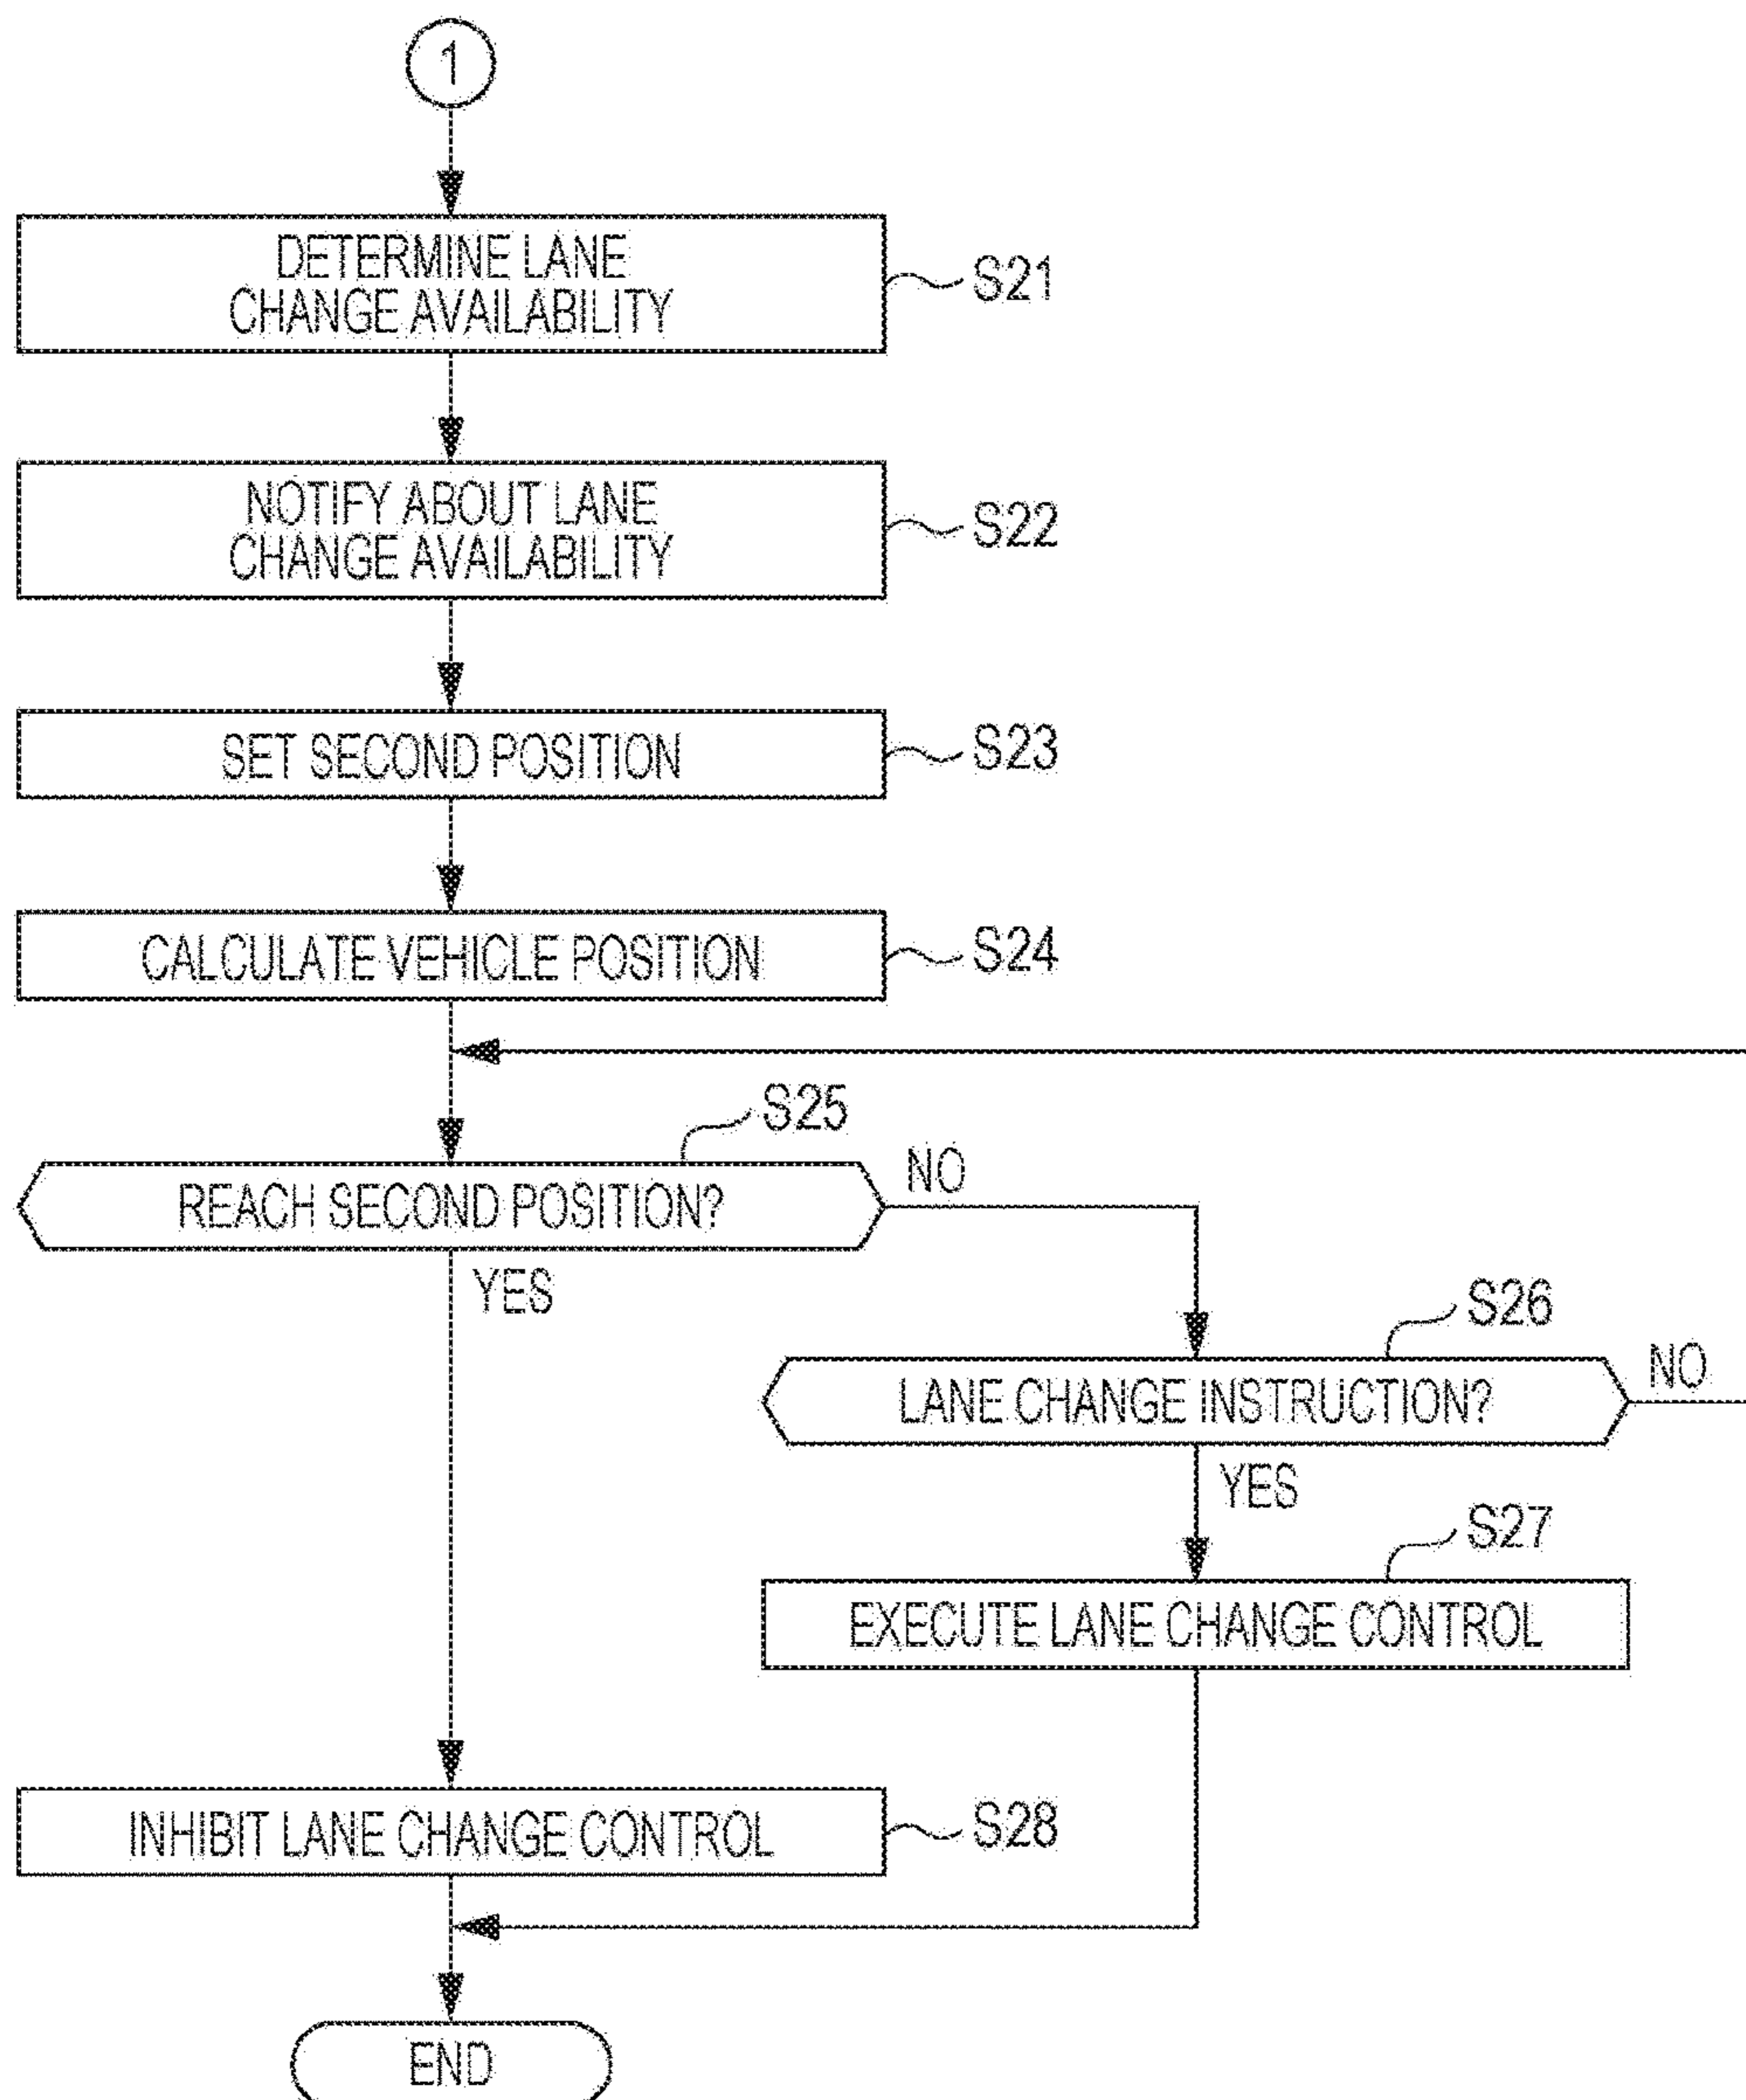 1
DETERMINE LANE
CHANGE AVAILABILITY
S21
NOTIFY ABOUT LANE
CHANGE AVAILABILITY
S22
SET SECOND POSITION
S23
CALCULATE VEHICLE POSITION
S24
S25
REACH SECOND POSITION?
NO
YES
S26
LANE CHANGE INSTRUCTION?
NO
YES
S27
EXECUTE LANE CHANGE CONTROL
INHIBIT LANE CHANGE CONTROL
S28
END